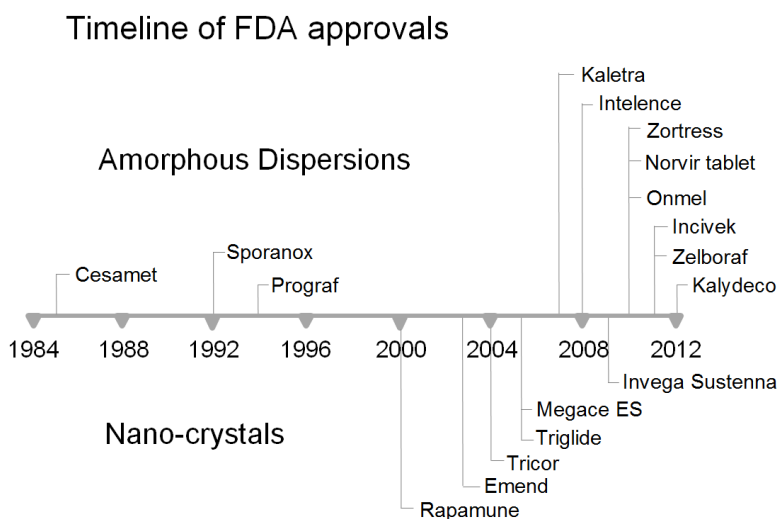 Timeline of FDA approvals
Kaletra
Intelence
Zortress
Amorphous Dispersions
Norvir tablet
Onmel
Incivek
Sporanox
Zelboraf
Cesamet
Prograf
Kalydeco
1984 1988 1992 1996 2000 2004 2008 2012
Invega Sustenna
Megace ES
Nano-crystals
Triglide
Tricor
Emend
Rapamune